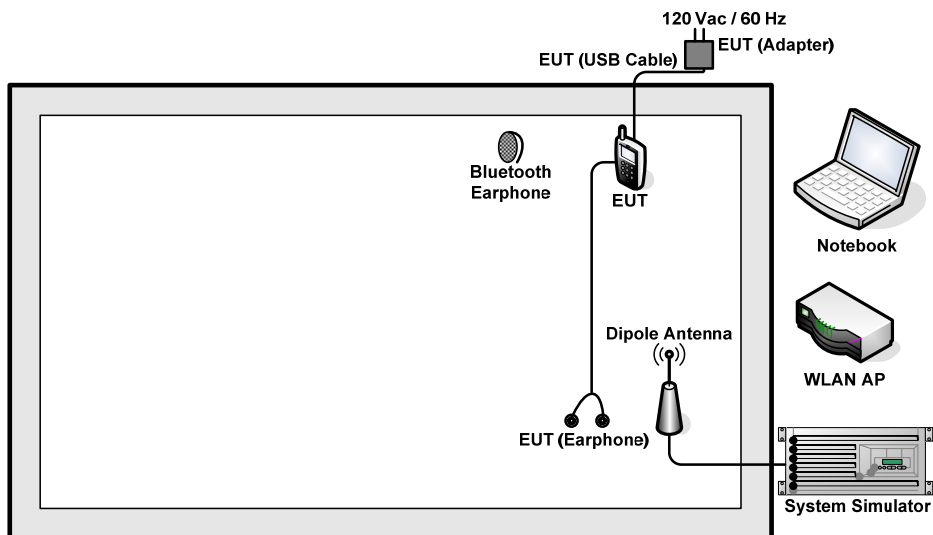 120 Vac / 60 Hz
EUT (Adapter)
EUT (USB Cable)
Bluetooth
Earphone
EUT
Notebook
Dipole Antenna
WLAN AP
EUT (Earphone)
System Simulator